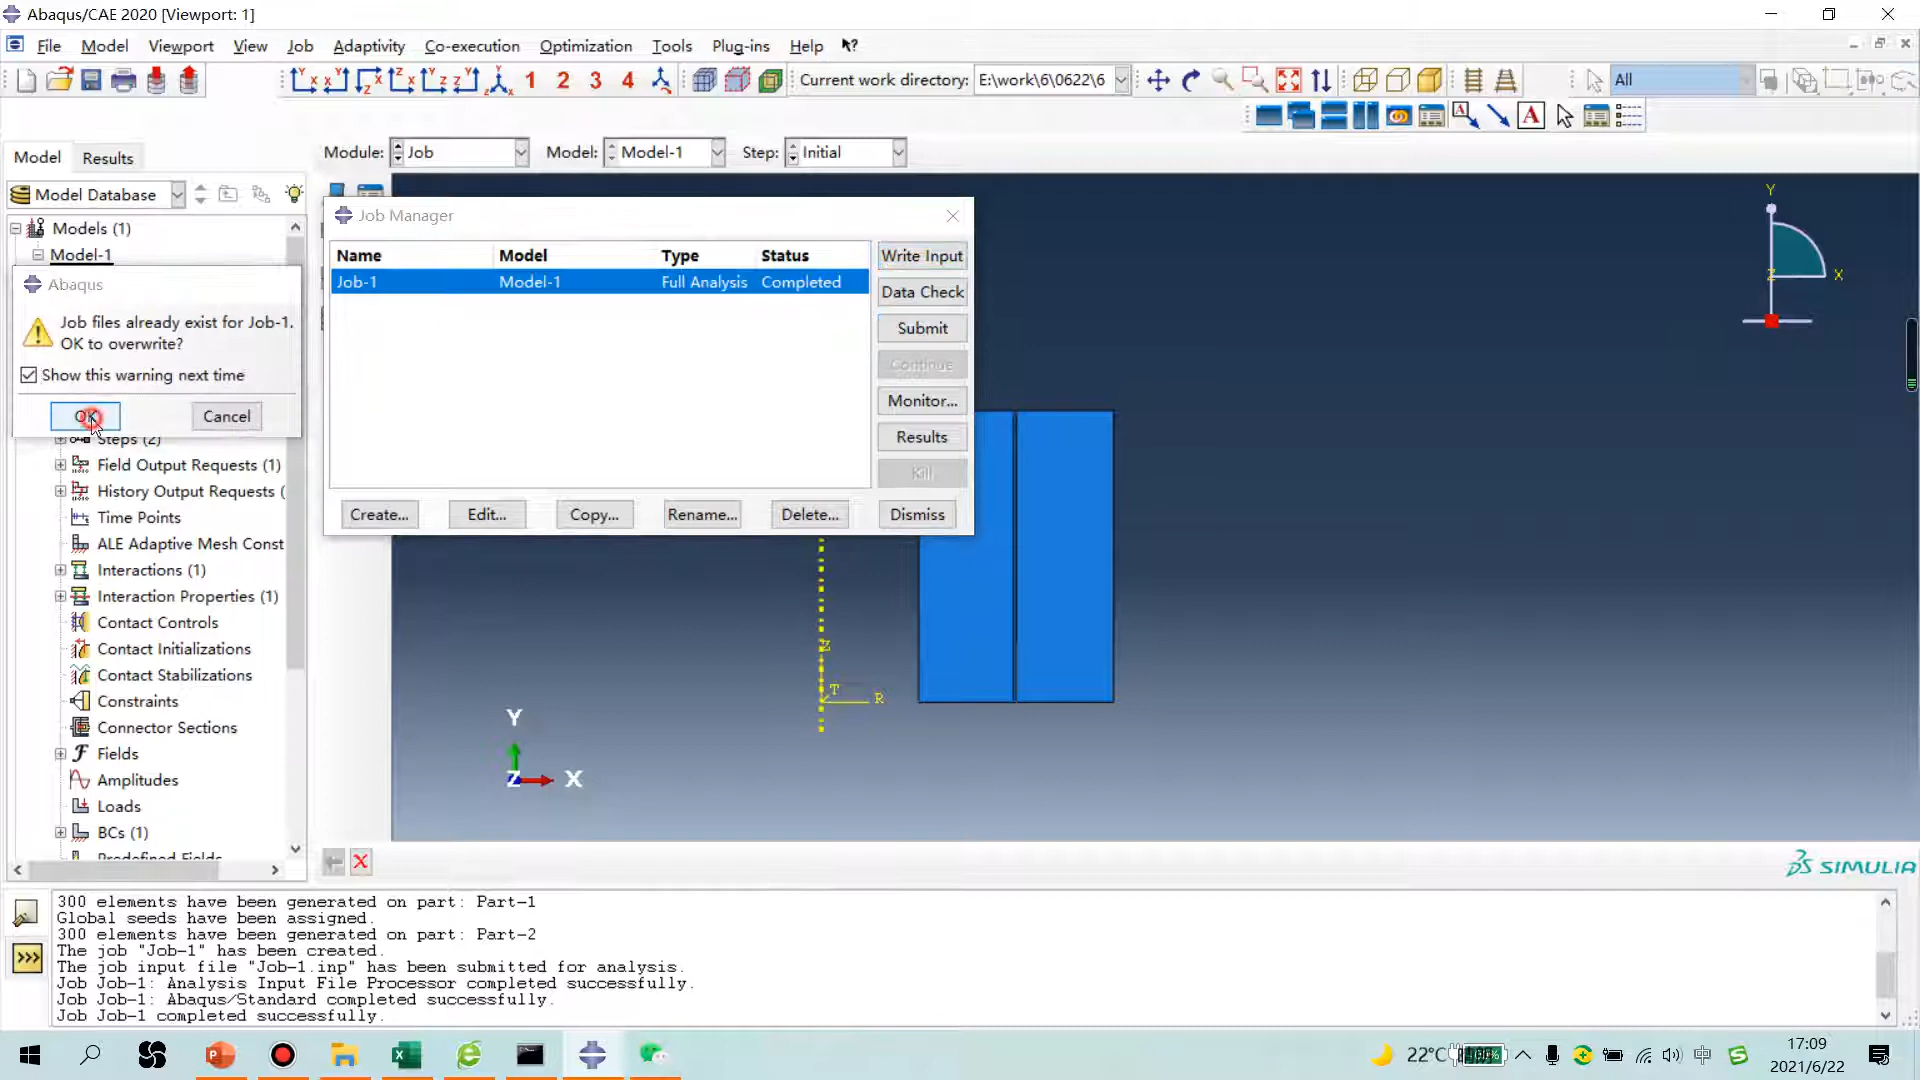 Abaqus/CAE 2020 [Viewport: 1]
File Model Viewport View Job Adaptivity Co-execution Optimization Tools Plug-ins Help
1 2 3 4
Current work directory: E:\work\6\0622\6
All
Model Results
Module: Job Model: Model-1 Step: Initial
Model Database
Models (1)
Model-1
Abaqus
Job files already exist for Job-1.
OK to overwrite?
Show this warning next time
OK Cancel
Steps (2)
Field Output Requests (1)
History Output Requests (
Time Points
ALE Adaptive Mesh Const
Interactions (1)
Interaction Properties (1)
Contact Controls
Contact Initializations
Contact Stabilizations
Constraints
Connector Sections
Fields
Amplitudes
Loads
BCs (1)
Predefined Fields
Job Manager
Name Model Type Status
Job-1 Model-1 Full Analysis Completed
Write Input
Data Check
Submit
Continue
Monitor...
Results
Kill
Create... Edit... Copy... Rename... Delete... Dismiss
Y
Z X
Z
T
R
Y
Z X
SIMULIA
300 elements have been generated on part: Part-1
Global seeds have been assigned.
300 elements have been generated on part: Part-2
The job "Job-1" has been created.
The job input file "Job-1.inp" has been submitted for analysis.
Job Job-1: Analysis Input File Processor completed successfully.
Job Job-1: Abaqus/Standard completed successfully.
Job Job-1 completed successfully.
22°C
中
17:09
2021/6/22